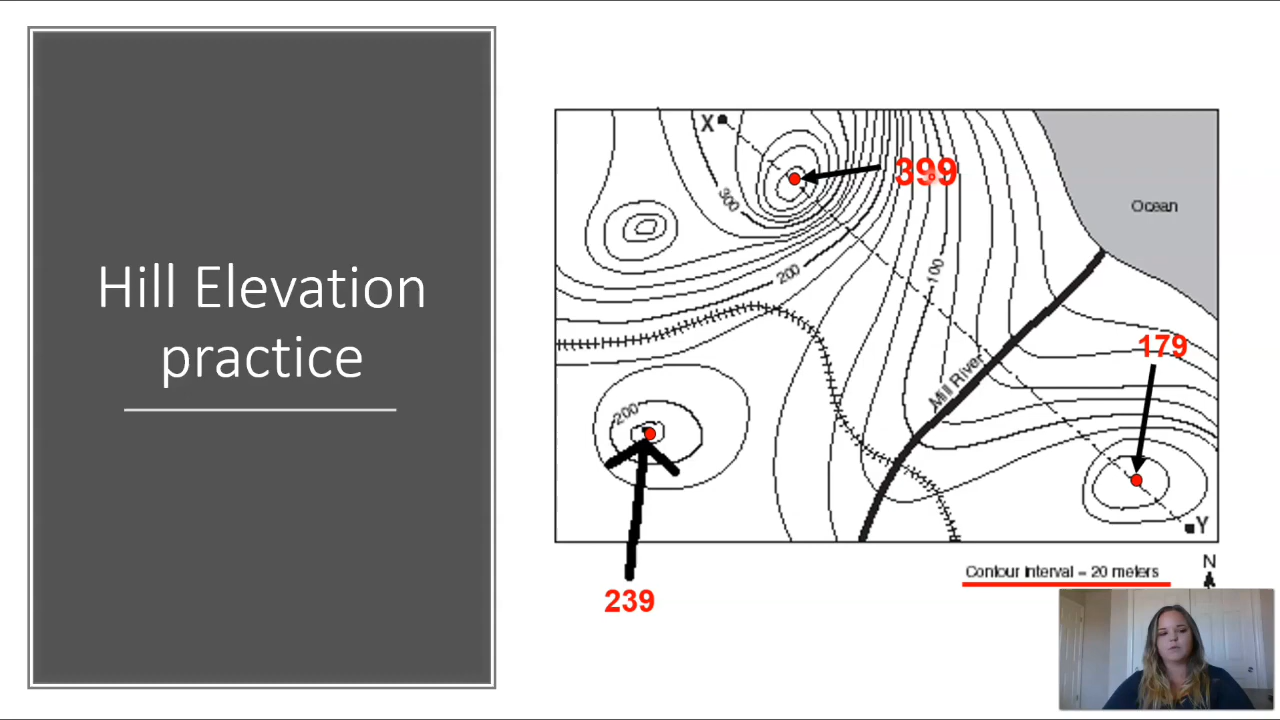 Hill Elevation
practice
X
399
300
Ocean
200
100
179
Mill River
200
Y
N
Contour interval = 20 meters
239